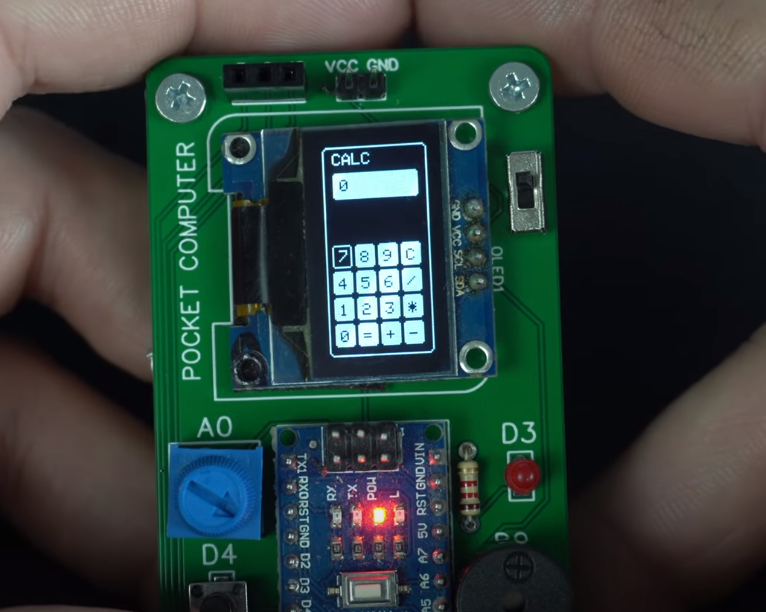 VCC GND
POCKET COMPUTER
CALC
0
7 8 9 C
4 5 6 /
1 2 3 *
0 = + -
GND VCC SCL SDA
OLED1
A0
D3
TX1 RX0 RST GND D2 D3
RX TX POW L
VIN GND RST 5V A7 A6 A5
D4